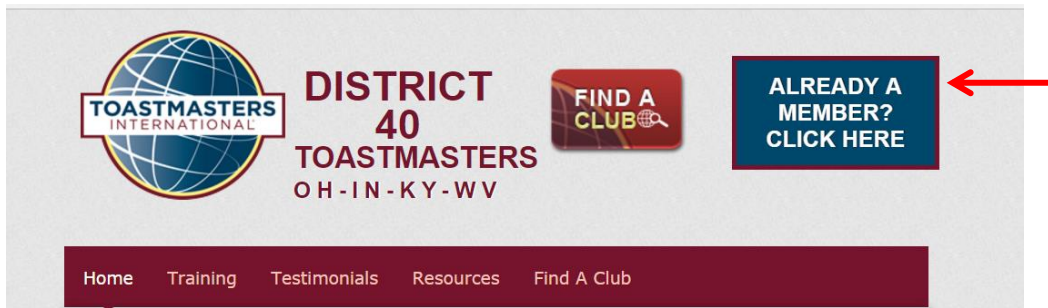 TOASTMASTERS
INTERNATIONAL
DISTRICT
40
TOASTMASTERS
OH-IN-KY-WV
FIND A
CLUB
ALREADY A
MEMBER?
CLICK HERE
Home Training Testimonials Resources Find A Club